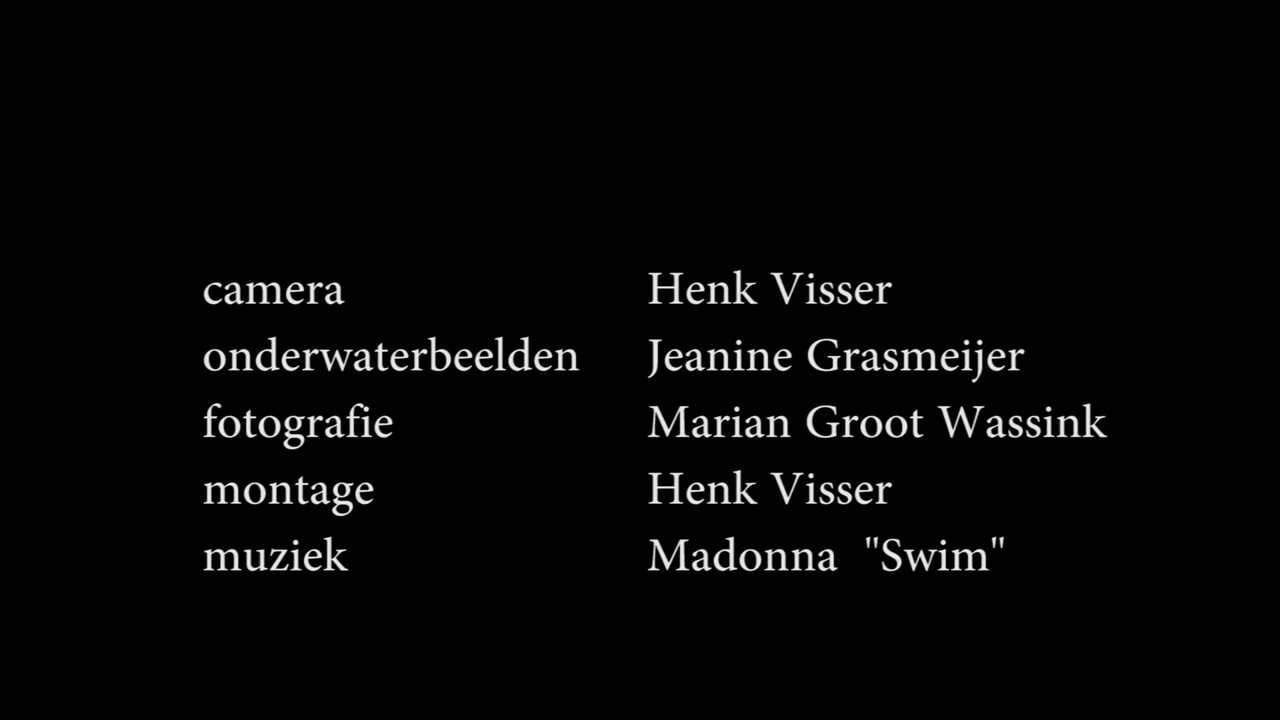 camera Henk Visser
onderwaterbeelden Jeanine Grasmeijer
fotografie Marian Groot Wassink
montage Henk Visser
muziek Madonna "Swim"